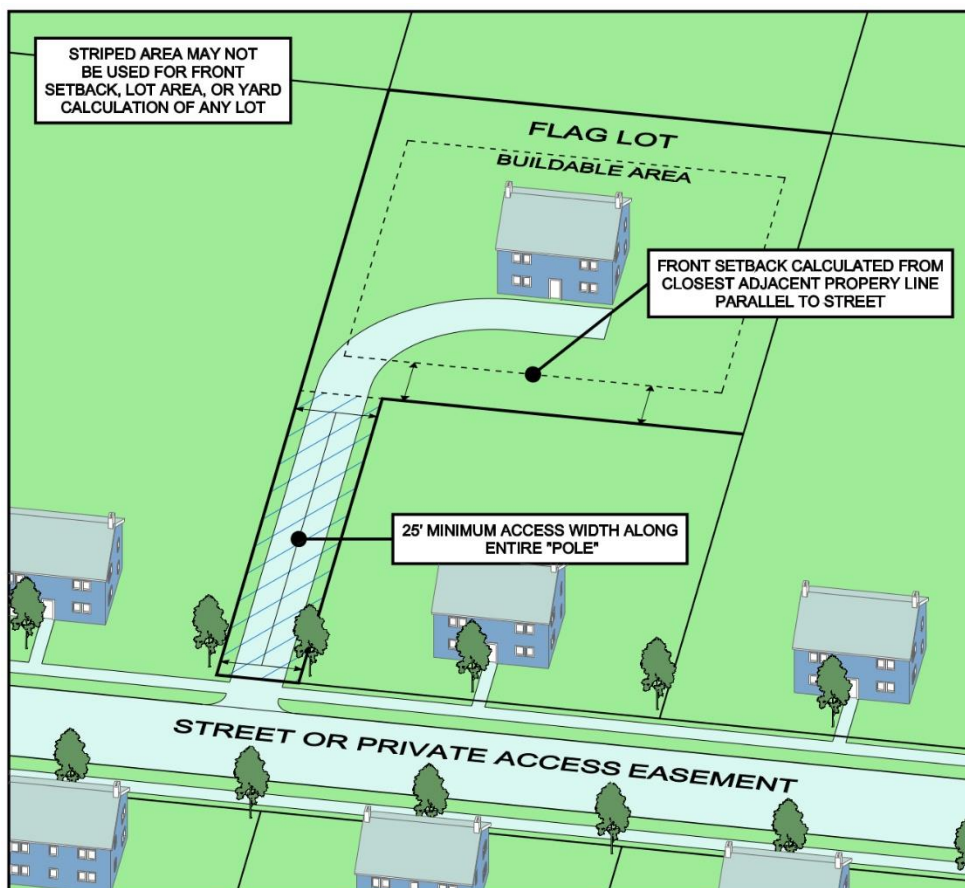 STRIPED AREA MAY NOT
BE USED FOR FRONT
SETBACK, LOT AREA, OR YARD
CALCULATION OF ANY LOT
FLAG LOT
BUILDABLE AREA
FRONT SETBACK CALCULATED FROM
CLOSEST ADJACENT PROPERY LINE
PARALLEL TO STREET
25' MINIMUM ACCESS WIDTH ALONG
ENTIRE "POLE"
STREET OR PRIVATE ACCESS EASEMENT